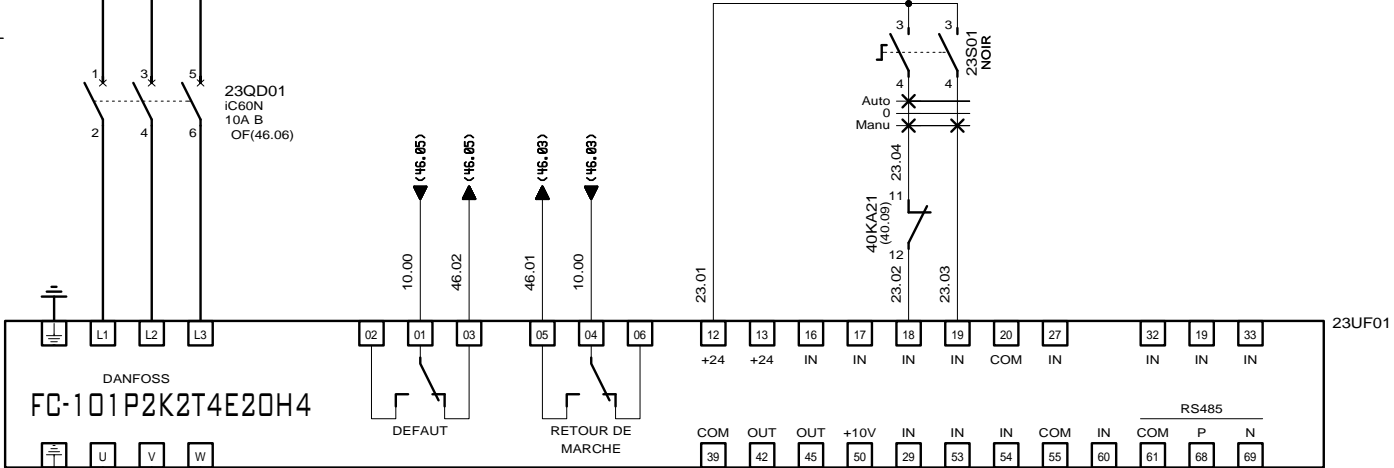 3 3
23S01
NOIR
4 4
Auto
0
Manu
1 3 5
23QD01
iC60N
10A B
OF(46.06)
2 4 6
(46.05) (46.05) (46.03) (46.03)
23.04
11
40KA21
(40.09)
12
10.00 46.02 46.01 10.00 23.01 23.02 23.03
23UF01
L1 L2 L3 02 01 03 05 04 06 12 13 16 17 18 19 20 27 32 19 33
+24 +24 IN IN IN IN COM IN IN IN IN
DANFOSS
FC-101P2K2T4E20H4
DEFAUT
RETOUR DE
MARCHE
RS485
COM OUT OUT +10V IN IN IN COM IN COM P N
U V W 39 42 45 50 29 53 54 55 60 61 68 69